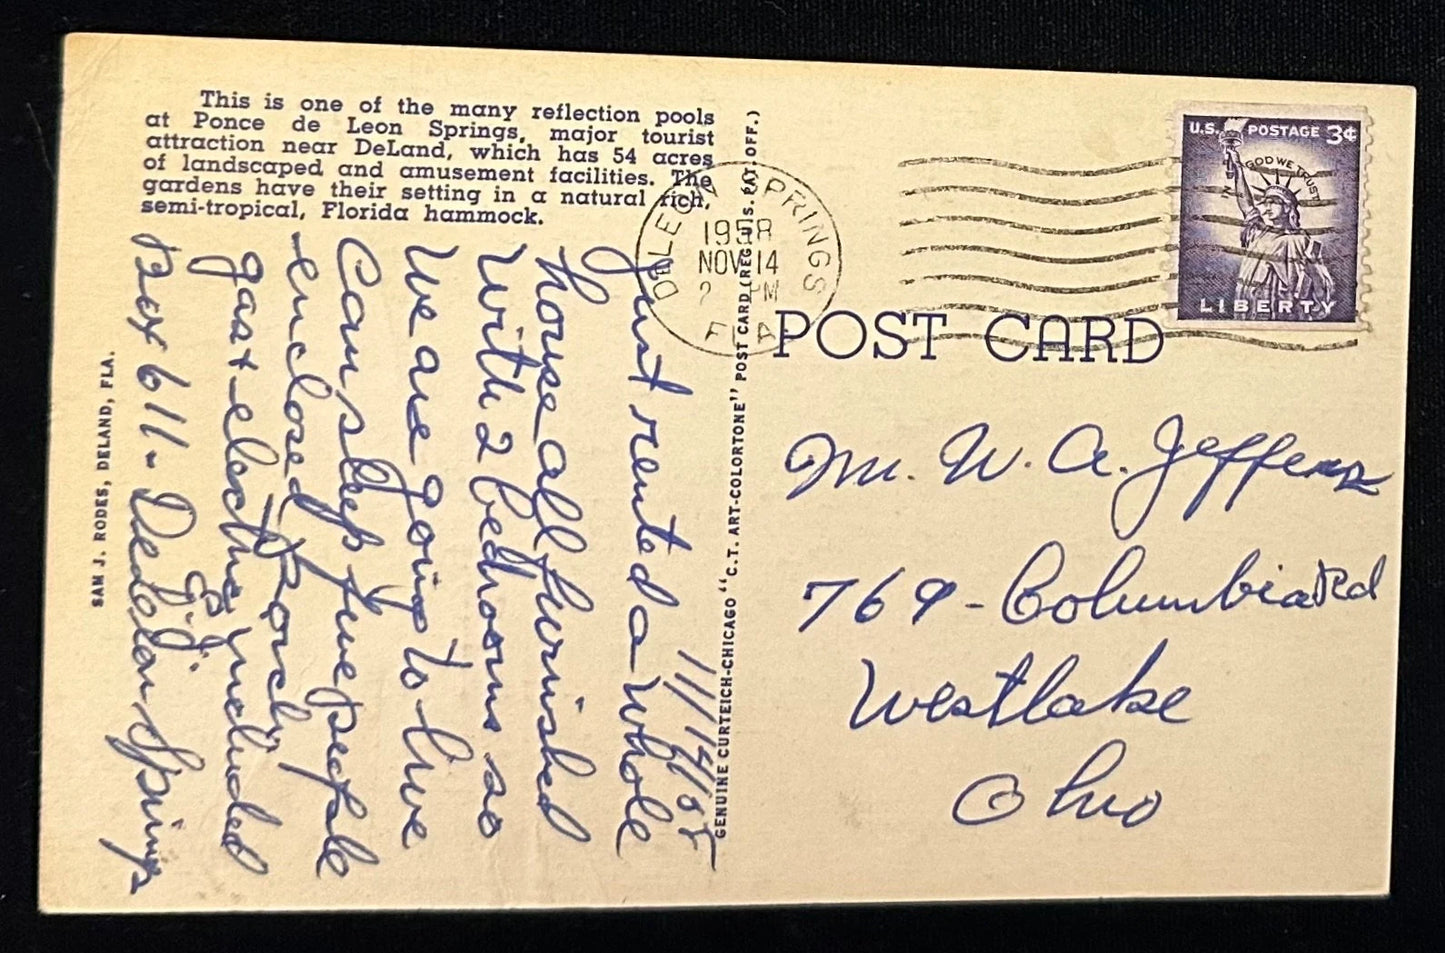 This is one of the many reflection pools
at Ponce de Leon Springs, major tourist
attraction near DeLand, which has 54 acres
of landscaped and amusement facilities. The
gardens have their setting in a natural rich,
semi-tropical, Florida hammock.
11/14/58
Just rented a whole
house all furnished
with 2 bedrooms so
We are going to live
Can sleep five people
enclosed Porch,
gas + electric included
E.J.
Box 611 - DeLeon Springs
SAM J. RODES, DELAND, FLA.
GENUINE CURTEICH-CHICAGO "C.T. ART-COLORTONE" POST CARD (REG. U.S. PAT. OFF.)
DELEON SPRINGS
1958
NOV 14
2 PM
FLA
U.S. POSTAGE 3¢
IN GOD WE TRUST
LIBERTY
POST CARD
Mr. W. A. Jeffers
769 - Columbia Rd
Westlake
Ohio